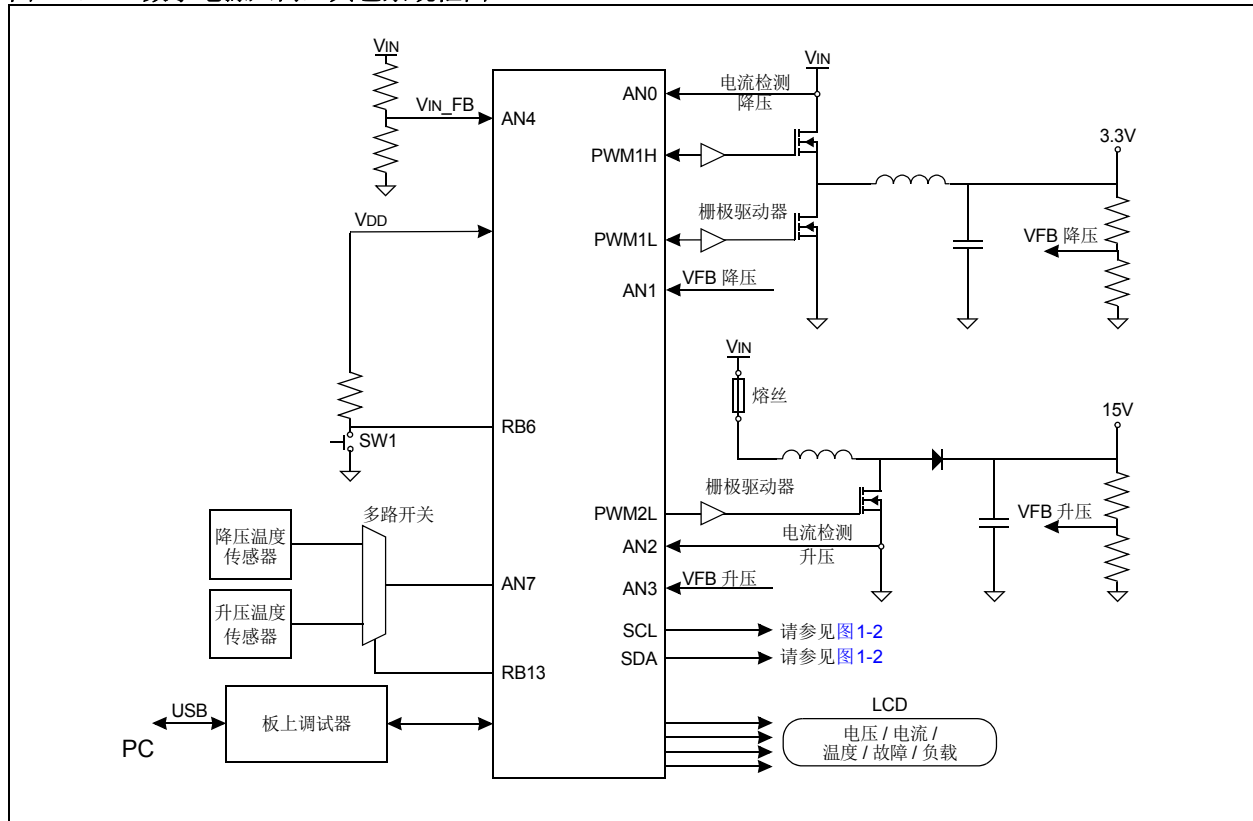 VIN
VIN_FB
AN4
VDD
RB6
SW1
多路开关
降压温度
传感器
升压温度
传感器
AN7
RB13
USB
PC
板上调试器
AN0
电流检测
降压
VIN
PWM1H
3.3V
栅极驱动器
PWM1L
VFB 降压
AN1
VFB 降压
VIN
熔丝
15V
栅极驱动器
PWM2L
VFB 升压
AN2
电流检测
升压
AN3
VFB 升压
SCL
请参见图1-2
SDA
请参见图1-2
LCD
电压 / 电流 /
温度 / 故障 / 负载